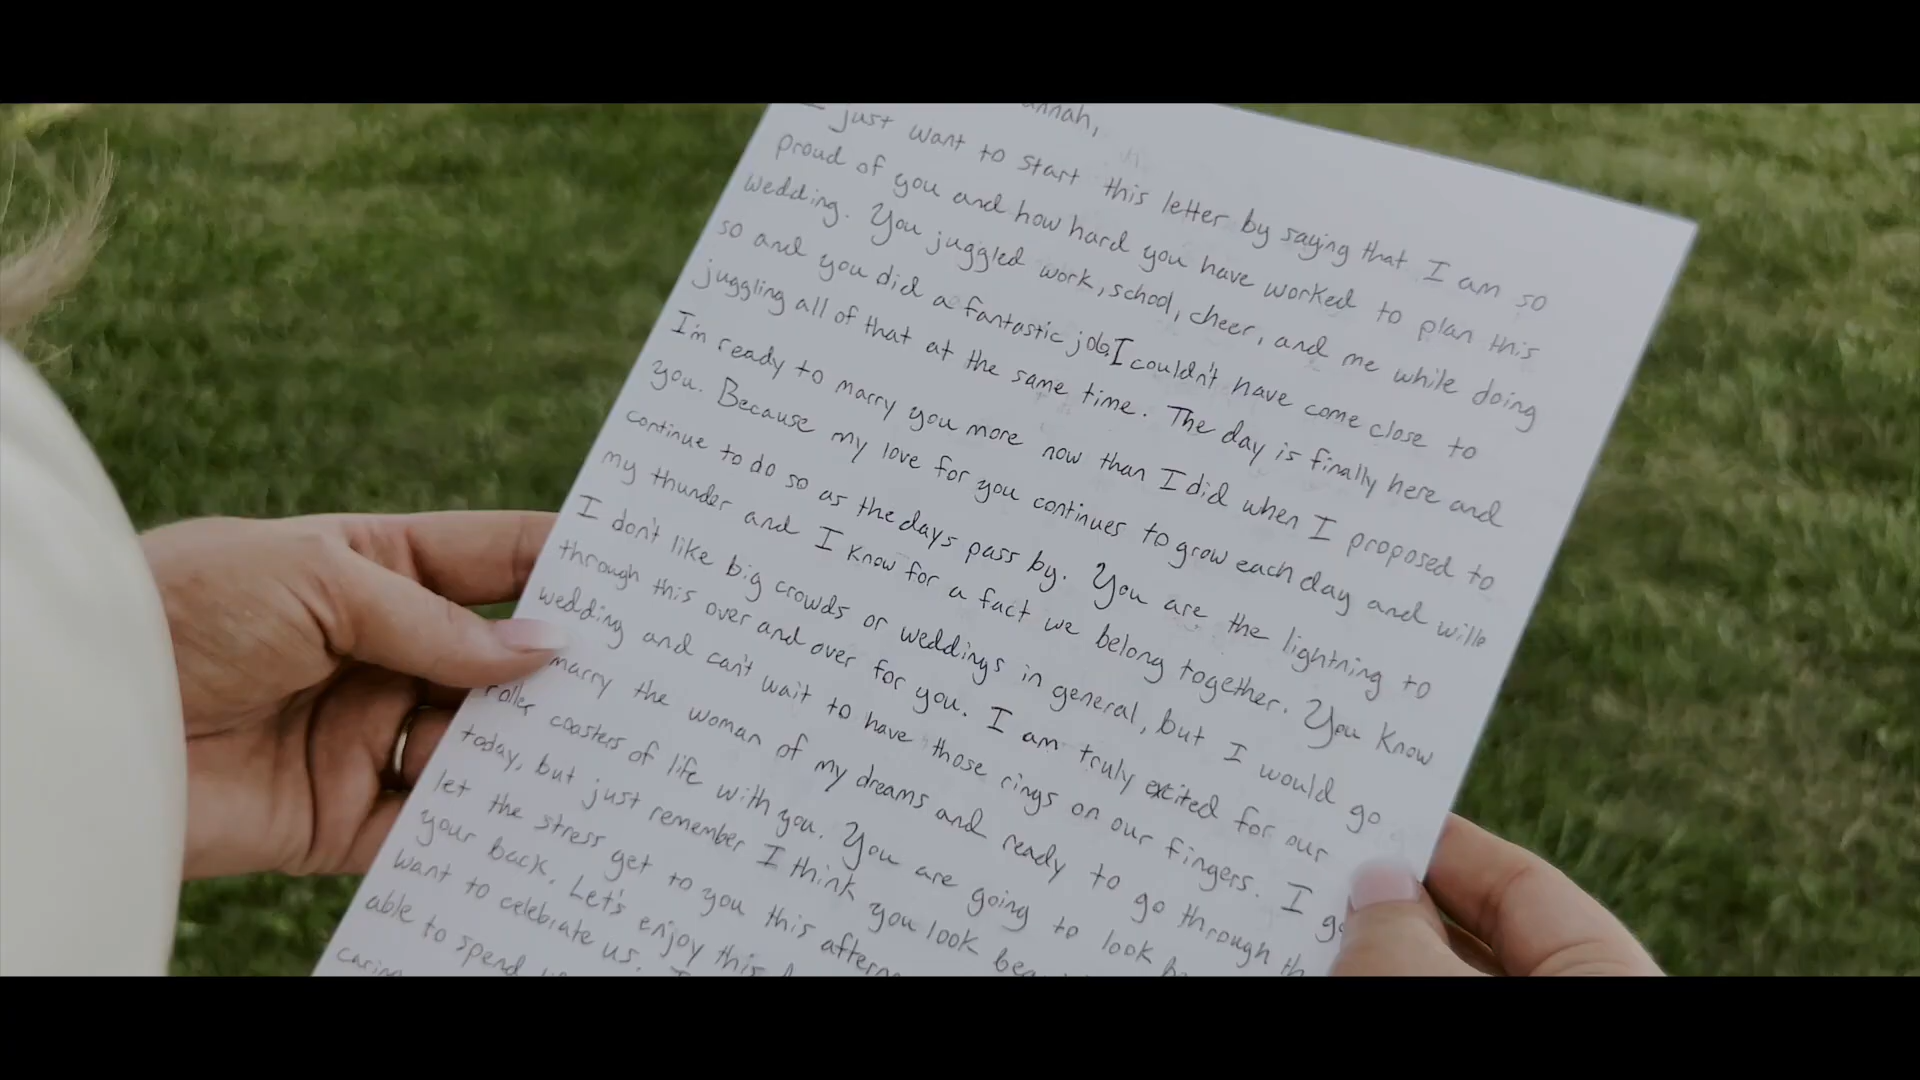 annah,
I just want to start this letter by saying that I am so
proud of you and how hard you have worked to plan this
wedding. You juggled work, school, cheer, and me while doing
so and you did a fantastic job, I couldn't have come close to
juggling all of that at the same time. The day is finally here and
I'm ready to marry you more now than I did when I proposed to
you. Because my love for you continues to grow each day and will
continue to do so as the days pass by. You are the lightning to
my thunder and I know for a fact we belong together. You know
I don't like big crowds or weddings in general, but I would go
through this over and over for you. I am truly excited for our
wedding and can't wait to have those rings on our fingers. I
marry the woman of my dreams and ready to go through
roller coasters of life with you. You are going to look
today, but just remember I think you look
let the stress get to you this
your back. Let's enjoy this
want to celebrate us.
able to spend